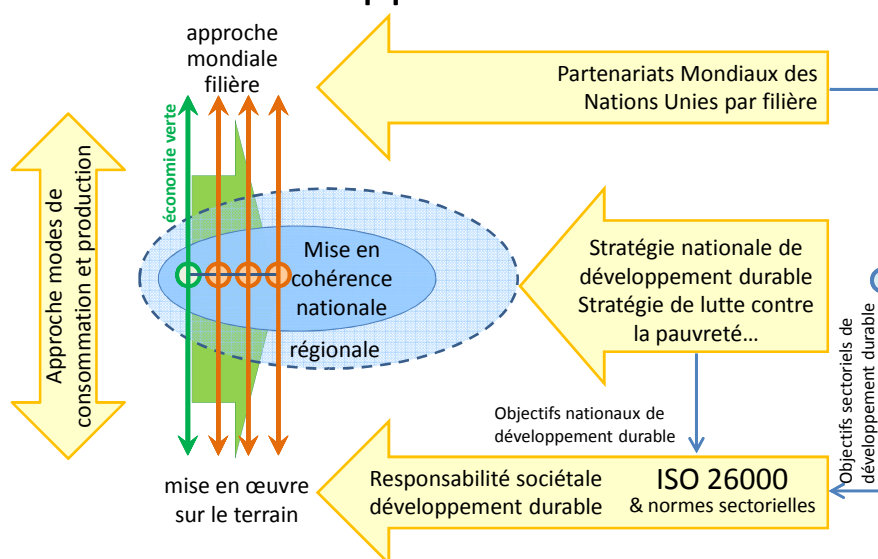 approche
mondiale
filière
Partenariats Mondiaux des
Nations Unies par filière
économie verte
Approche modes de
consommation et production
Mise en
cohérence
nationale
régionale
Stratégie nationale de
développement durable
Stratégie de lutte contre
la pauvreté…
Objectifs nationaux de
développement durable
Objectifs sectoriels de
développement durable
mise en œuvre
sur le terrain
Responsabilité sociétale
développement durable
ISO 26000
& normes sectorielles